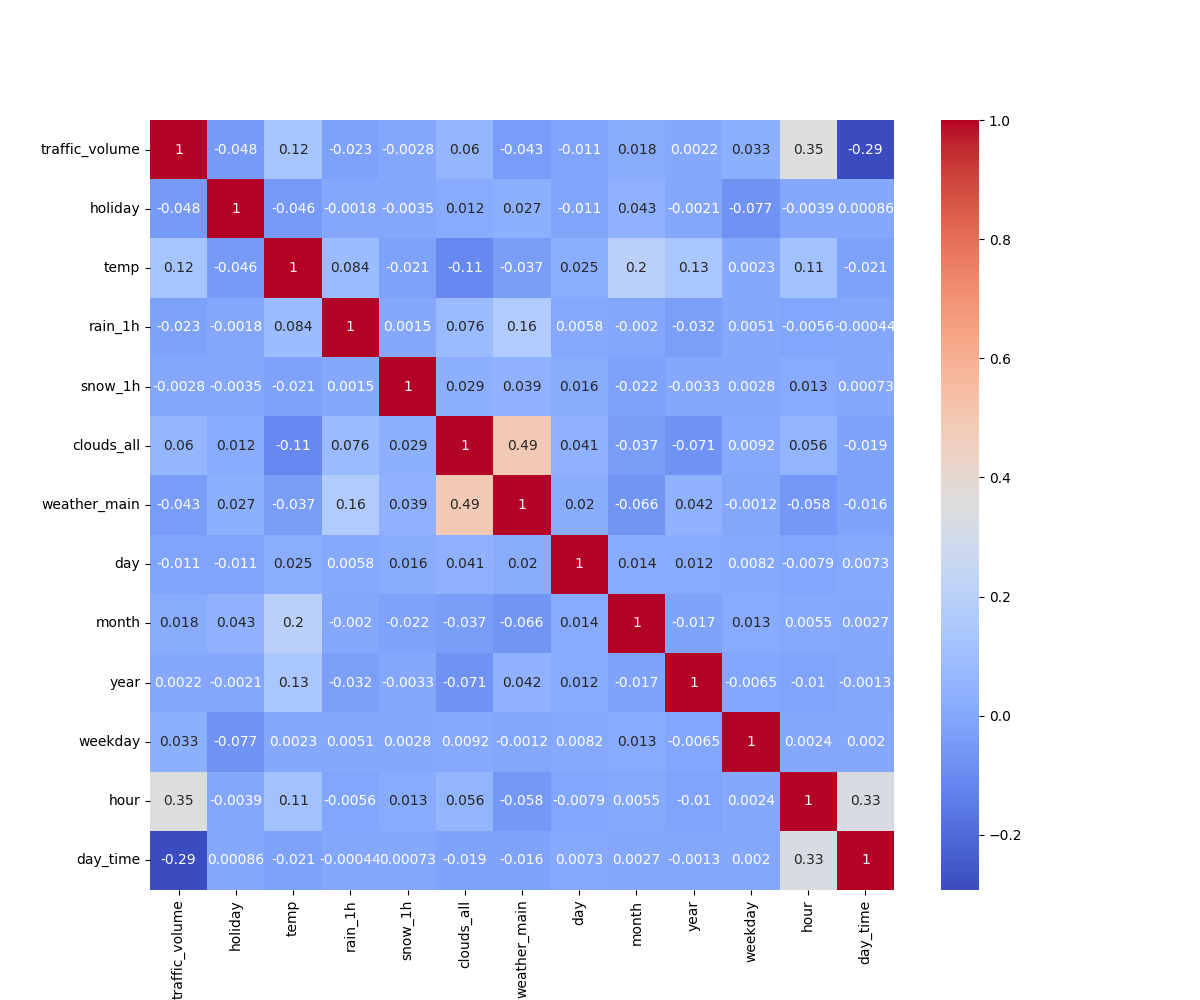 traffic_volume 1 -0.048 0.12 -0.023 -0.0028 0.06 -0.043 -0.011 0.018 0.0022 0.033 0.35 -0.29
holiday -0.048 1 -0.046 -0.0018 -0.0035 0.012 0.027 -0.011 0.043 -0.0021 -0.077 -0.0039 0.00086
temp 0.12 -0.046 1 0.084 -0.021 -0.11 -0.037 0.025 0.2 0.13 0.0023 0.11 -0.021
rain_1h -0.023 -0.0018 0.084 1 0.0015 0.076 0.16 0.0058 -0.002 -0.032 0.0051 -0.0056 -0.00044
snow_1h -0.0028 -0.0035 -0.021 0.0015 1 0.029 0.039 0.016 -0.022 -0.0033 0.0028 0.013 0.00073
clouds_all 0.06 0.012 -0.11 0.076 0.029 1 0.49 0.041 -0.037 -0.071 0.0092 0.056 -0.019
weather_main -0.043 0.027 -0.037 0.16 0.039 0.49 1 0.02 -0.066 0.042 -0.0012 -0.058 -0.016
day -0.011 -0.011 0.025 0.0058 0.016 0.041 0.02 1 0.014 0.012 0.0082 -0.0079 0.0073
month 0.018 0.043 0.2 -0.002 -0.022 -0.037 -0.066 0.014 1 -0.017 0.013 0.0055 0.0027
year 0.0022 -0.0021 0.13 -0.032 -0.0033 -0.071 0.042 0.012 -0.017 1 -0.0065 -0.01 -0.0013
weekday 0.033 -0.077 0.0023 0.0051 0.0028 0.0092 -0.0012 0.0082 0.013 -0.0065 1 0.0024 0.002
hour 0.35 -0.0039 0.11 -0.0056 0.013 0.056 -0.058 -0.0079 0.0055 -0.01 0.0024 1 0.33
day_time -0.29 0.00086 -0.021 -0.00044 0.00073 -0.019 -0.016 0.0073 0.0027 -0.0013 0.002 0.33 1
traffic_volume holiday temp rain_1h snow_1h clouds_all weather_main day month year weekday hour day_time
1.0
0.8
0.6
0.4
0.2
0.0
−0.2